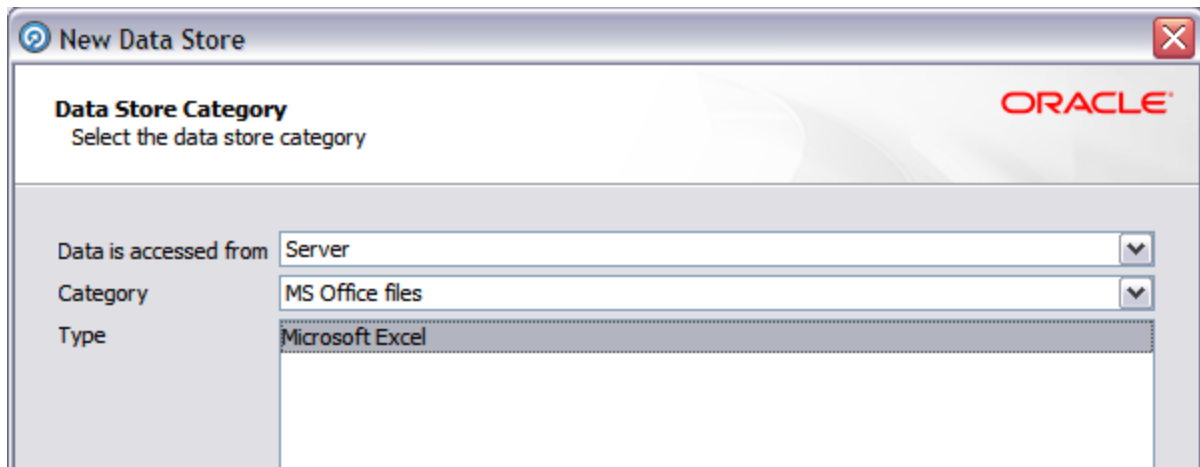 New Data Store
Data Store Category
Select the data store category
ORACLE
Data is accessed from Server
Category MS Office files
Type Microsoft Excel